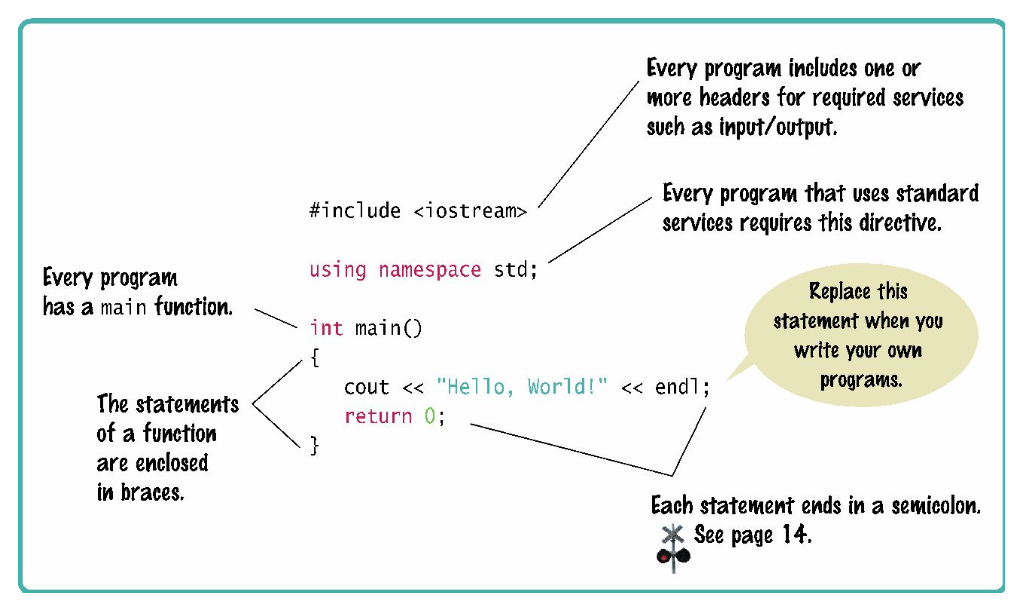 Every program includes one or
more headers for required services
such as input/output.
#include <iostream>
Every program that uses standard
services requires this directive.
using namespace std;
Every program
has a main function.
int main()
{
Replace this
statement when you
write your own
programs.
cout << "Hello, World!" << endl;
return 0;
}
The statements
of a function
are enclosed
in braces.
Each statement ends in a semicolon.
See page 14.